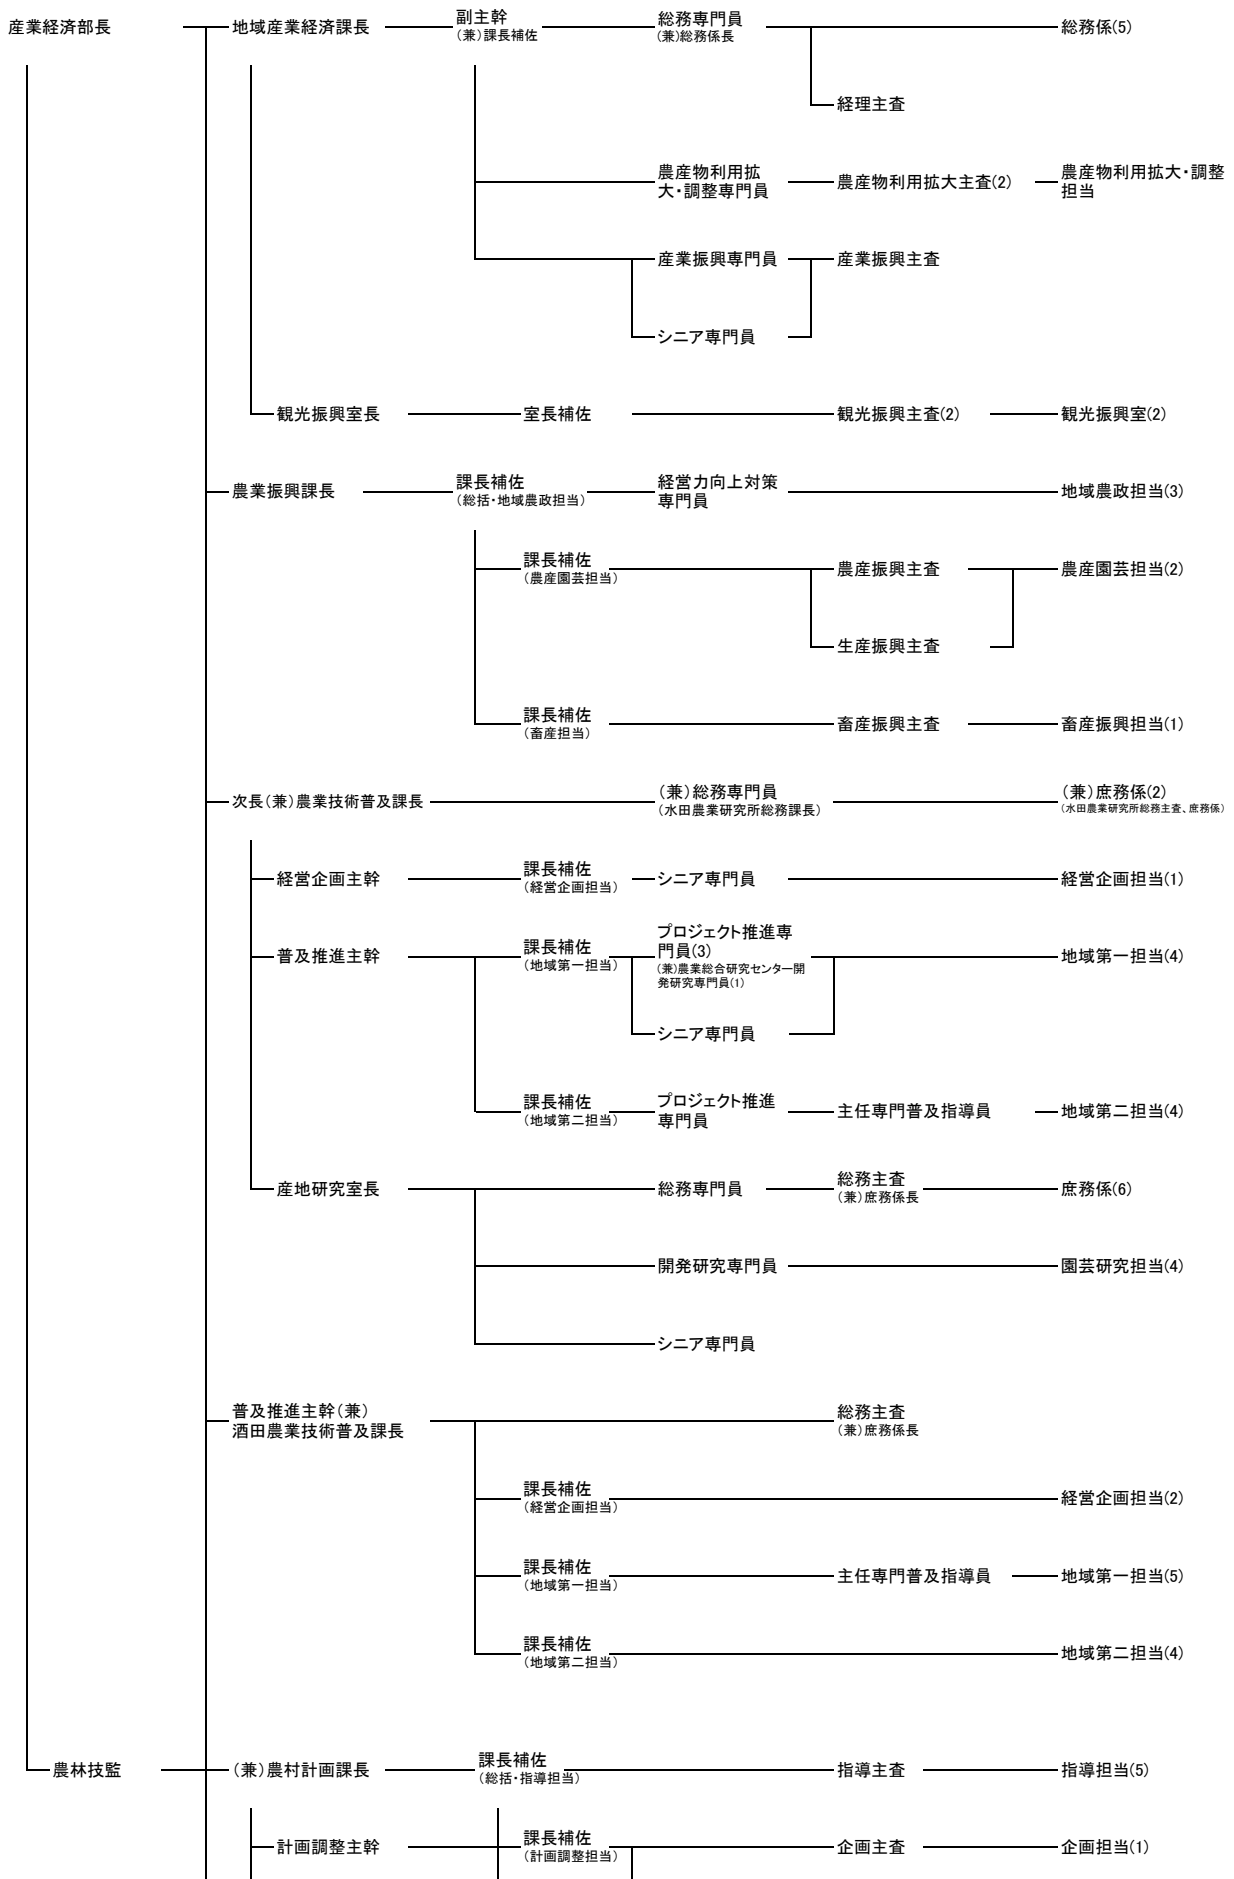 産業経済部長
地域産業経済課長
副主幹
（兼）課長補佐
総務専門員
（兼）総務係長
総務係(5)
経理主査
農産物利用拡
大・調整専門員
農産物利用拡大主査(2)
農産物利用拡大・調整
担当
産業振興専門員
産業振興主査
シニア専門員
観光振興室長
室長補佐
観光振興主査(2)
観光振興室(2)
農業振興課長
課長補佐
（総括・地域農政担当）
経営力向上対策
専門員
地域農政担当(3)
課長補佐
（農産園芸担当）
農産振興主査
農産園芸担当(2)
生産振興主査
課長補佐
（畜産担当）
畜産振興主査
畜産振興担当(1)
次長（兼）農業技術普及課長
（兼）総務専門員
（水田農業研究所総務課長）
（兼）庶務係(2)
（水田農業研究所総務主査、庶務係）
経営企画主幹
課長補佐
（経営企画担当）
シニア専門員
経営企画担当(1)
普及推進主幹
課長補佐
（地域第一担当）
プロジェクト推進専
門員(3)
（兼）農業総合研究センター開
発研究専門員(1)
地域第一担当(4)
シニア専門員
課長補佐
（地域第二担当）
プロジェクト推進
専門員
主任専門普及指導員
地域第二担当(4)
産地研究室長
総務専門員
総務主査
（兼）庶務係長
庶務係(6)
開発研究専門員
園芸研究担当(4)
シニア専門員
普及推進主幹（兼）
酒田農業技術普及課長
総務主査
（兼）庶務係長
課長補佐
（経営企画担当）
経営企画担当(2)
課長補佐
（地域第一担当）
主任専門普及指導員
地域第一担当(5)
課長補佐
（地域第二担当）
地域第二担当(4)
農林技監
（兼）農村計画課長
課長補佐
（総括・指導担当）
指導主査
指導担当(5)
計画調整主幹
課長補佐
（計画調整担当）
企画主査
企画担当(1)